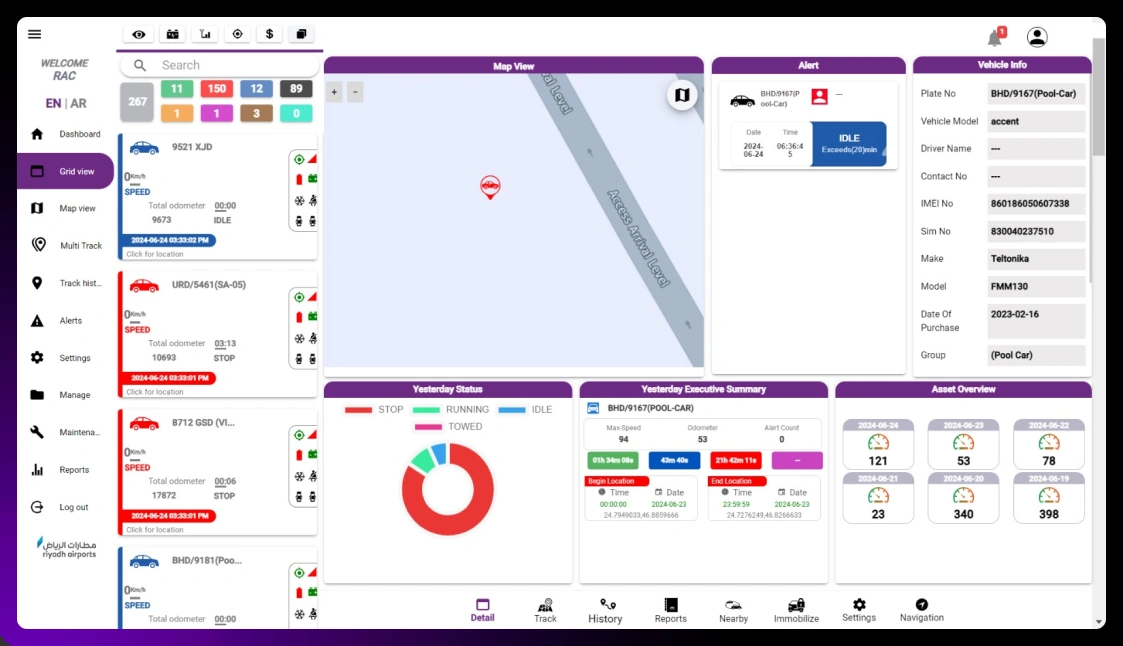 WELCOME
RAC
EN | AR
Dashboard
Grid view
Map view
Multi Track
Track hist...
Alerts
Settings
Manage
Maintena...
Reports
Log out
مطارات الرياض
riyadh airports
$
Search
267
11
150
12
89
1
1
3
0
9521 XJD
0Km/h
SPEED
Total odometer 00:00
9673 IDLE
2024-06-24 03:33:02 PM
Click for location
URD/5461(SA-05)
0Km/h
SPEED
Total odometer 03:13
10693 STOP
2024-06-24 03:33:01 PM
Click for location
8712 GSD (VI...
0Km/h
SPEED
Total odometer 00:06
17872 STOP
2024-06-24 03:33:01 PM
Click for location
BHD/9181(Poo...
0Km/h
SPEED
Total odometer 00:00
Map View
+ -
val Level
Access Arrival Level
1
Alert
BHD/9167(P
ool-Car)
---
Date Time
2024-
06-24
06:36:4
5
IDLE
Exceeds(20)min
Vehicle Info
Plate No BHD/9167(Pool-Car)
Vehicle Model accent
Driver Name ---
Contact No ---
IMEI No 860186050607338
Sim No 830040237510
Make Teltonika
Model FMM130
Date Of
Purchase
2023-02-16
Group (Pool Car)
Yesterday Status
STOP RUNNING IDLE
TOWED
Yesterday Executive Summary
BHD/9167(POOL-CAR)
Max-Speed Odometer Alert Count
94 53 0
01h 34m 08s 43m 40s 21h 42m 11s --
Begin Location
Time Date
00:00:00 2024-06-23
24.7949033,46.8859666
End Location
Time Date
23:59:59 2024-06-23
24.7276249,46.8266633
Asset Overview
2024-06-24 2024-06-23 2024-06-22
121 53 78
2024-06-21 2024-06-20 2024-06-19
23 340 398
Detail
Track
History
Reports
Nearby
Immobilize
Settings
Navigation